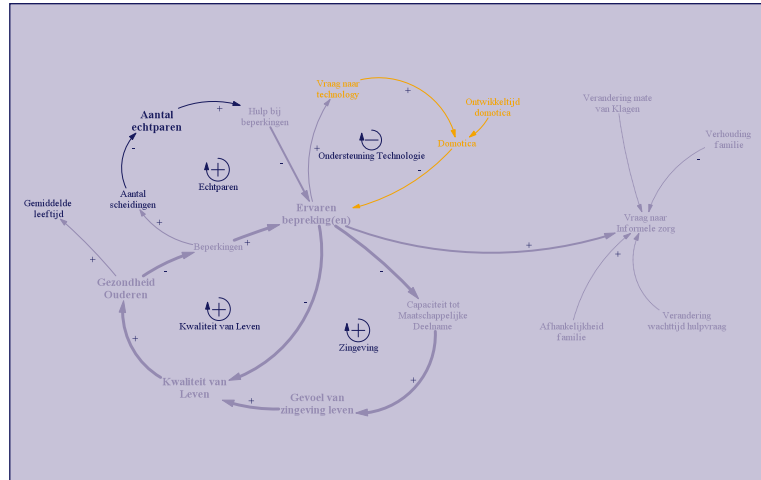 Vraag naar
technology
+
Ontwikkeltijd
domotica
Verandering mate
van Klagen
Aantal
echtparen
+
Hulp bij
beperkingen
Verhouding
familie
-
-
-
+
Ondersteuning Technologie
Domotica
-
-
+
Echtparen
Gemiddelde
leeftijd
Aantal
scheidingen
+
Ervaren
bepreking(en)
Vraag naar
Informele zorg
Beperkingen
+
+
+
+
-
-
Gezondheid
Ouderen
+
Kwaliteit van Leven
-
Capaciteit tot
Maatschappelijke
Deelname
+
Zingeving
Afhankelijkheid
familie
Verandering
wachttijd hulpvraag
+
Kwaliteit van
Leven
+
+
Gevoel van
zingeving leven